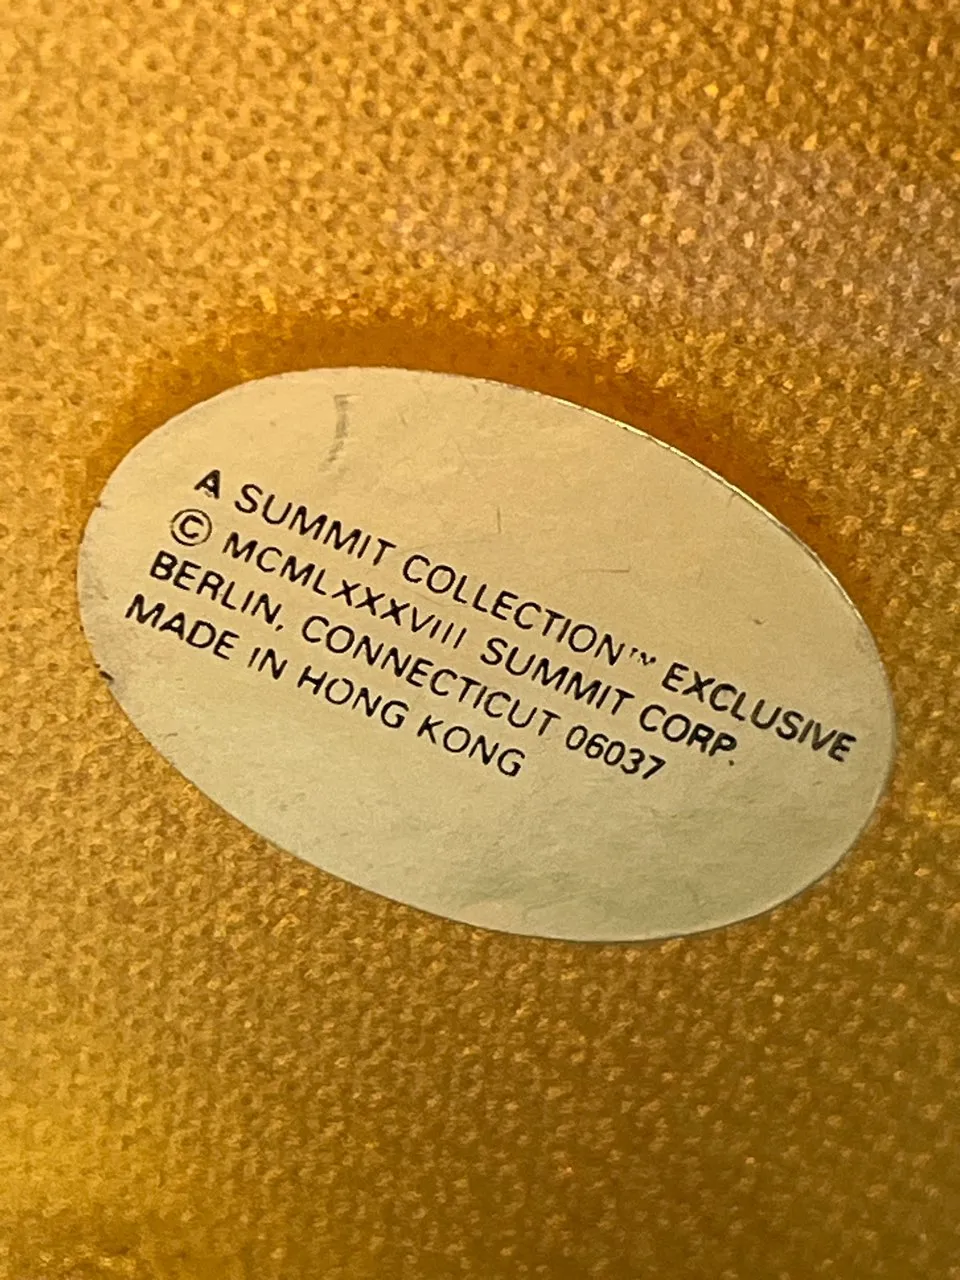 A SUMMIT COLLECTION™ EXCLUSIVE
© MCMLXXXVIII SUMMIT CORP.
BERLIN, CONNECTICUT 06037
MADE IN HONG KONG